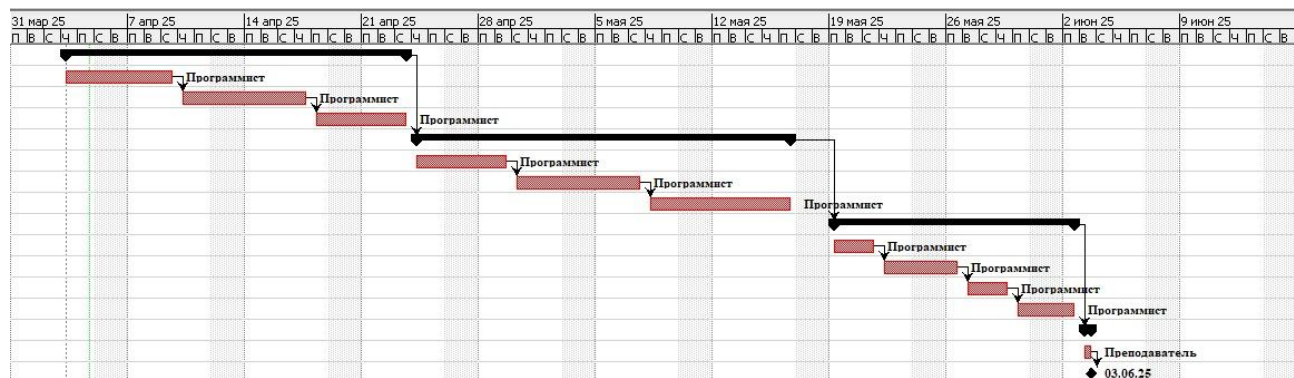 31 мар 25 7 апр 25 14 апр 25 21 апр 25 28 апр 25 5 мая 25 12 мая 25 19 мая 25 26 мая 25 2 июн 25 9 июн 25
П В С Ч П С В П В С Ч П С В П В С Ч П С В П В С Ч П С В П В С Ч П С В П В С Ч П С В П В С Ч П С В П В С Ч П С В П В С Ч П С В П В С Ч П С В П В С Ч П С В
Программист
Программист
Программист
Программист
Программист
Программист
Программист
Программист
Программист
Программист
Преподаватель
03.06.25